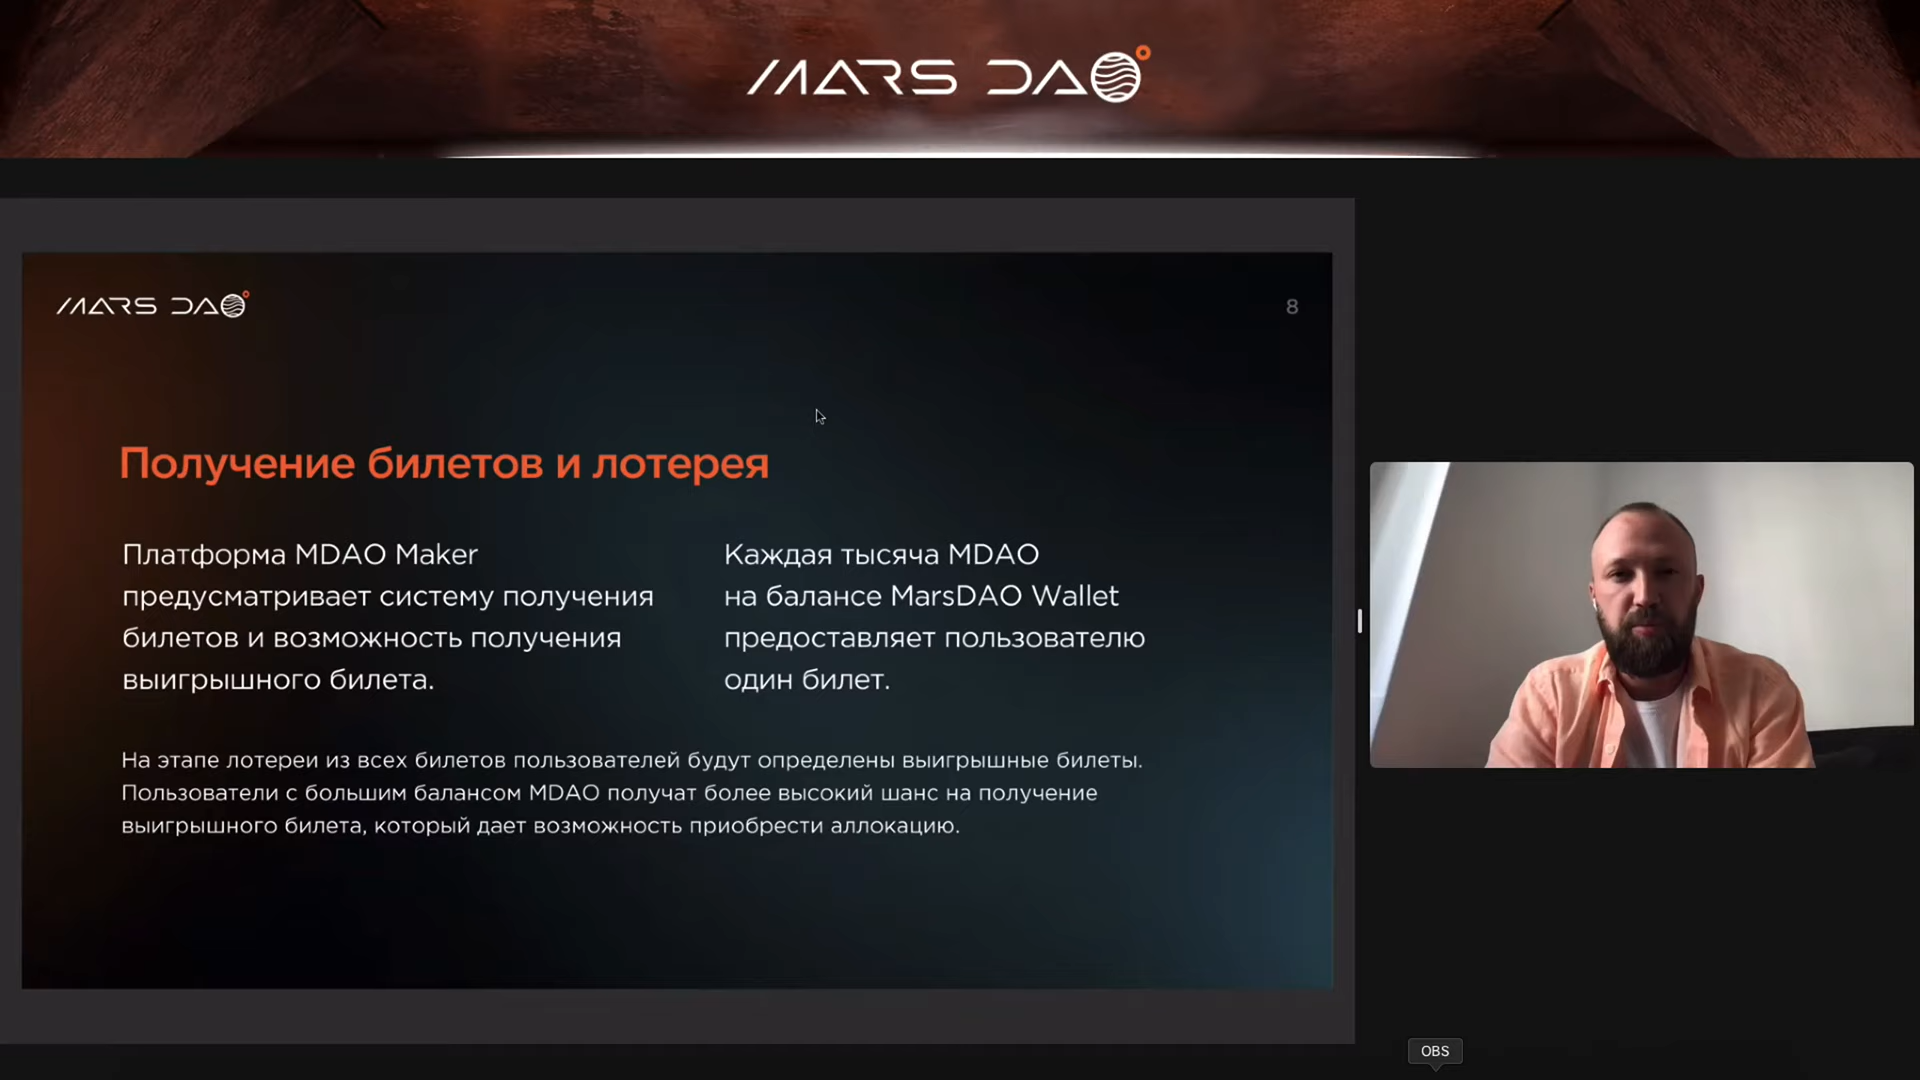 MARS DAO
MARS DAO
8
Получение билетов и лотерея
Платформа MDAO Maker
предусматривает систему получения
билетов и возможность получения
выигрышного билета.
Каждая тысяча MDAO
на балансе MarsDAO Wallet
предоставляет пользователю
один билет.
На этапе лотереи из всех билетов пользователей будут определены выигрышные билеты.
Пользователи с большим балансом MDAO получат более высокий шанс на получение
выигрышного билета, который дает возможность приобрести аллокацию.
OBS